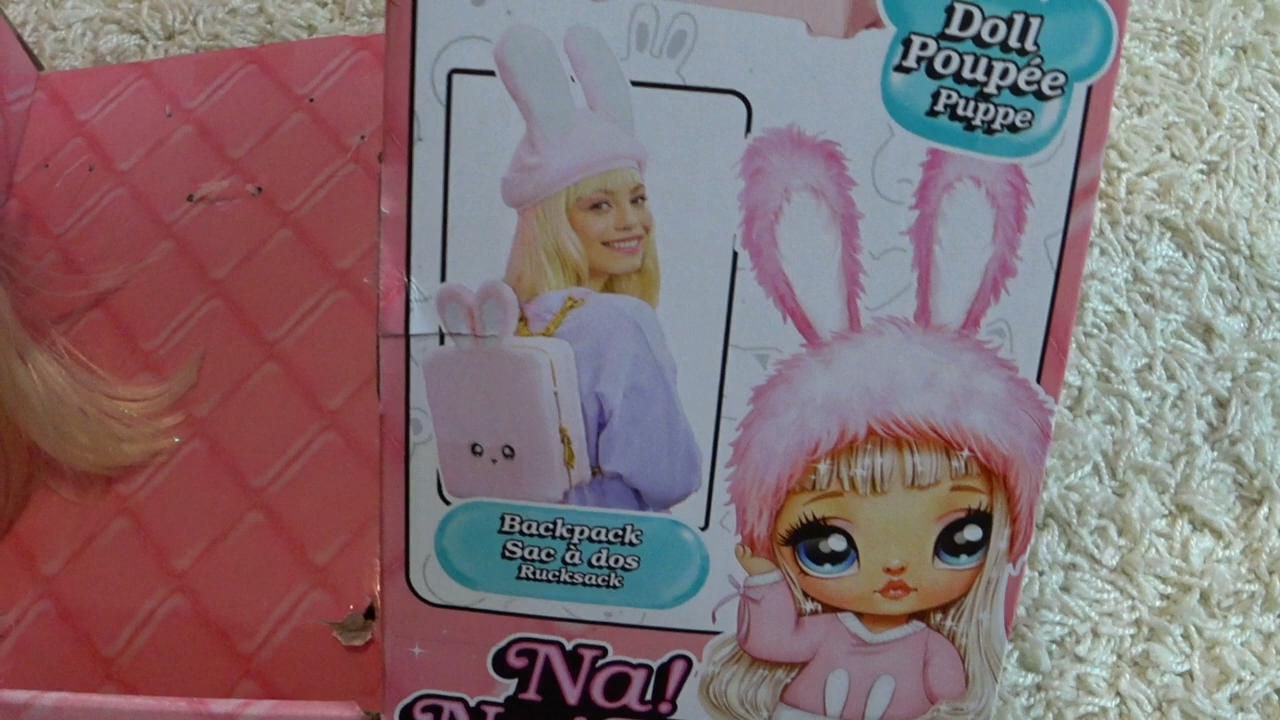 Doll
Poupée
Puppe
Backpack
Sac à dos
Rucksack
Na!